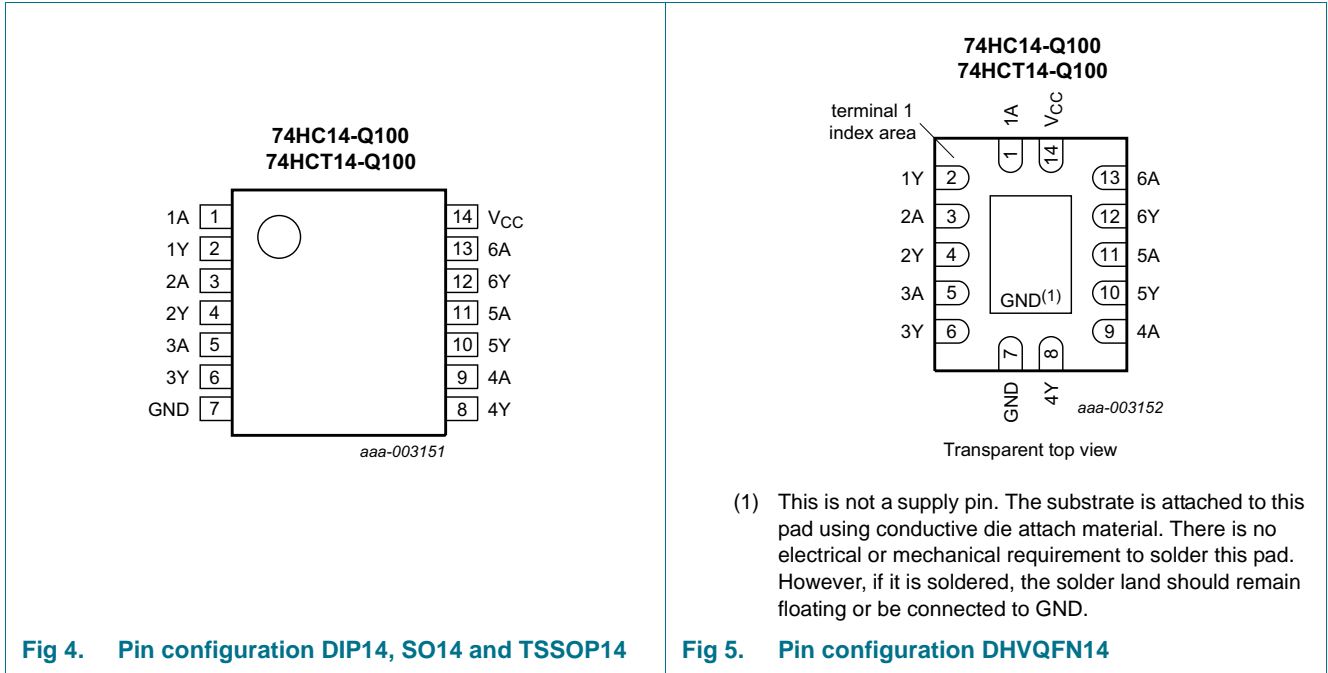 74HC14-Q100
74HCT14-Q100
1A 1
1Y 2
2A 3
2Y 4
3A 5
3Y 6
GND 7
14 VCC
13 6A
12 6Y
11 5A
10 5Y
9 4A
8 4Y
aaa-003151
Fig 4. Pin configuration DIP14, SO14 and TSSOP14
74HC14-Q100
74HCT14-Q100
terminal 1
index area
1A
VCC
1
14
1Y 2
2A 3
2Y 4
3A 5
3Y 6
13 6A
12 6Y
11 5A
10 5Y
9 4A
GND(1)
7
8
GND
4Y
aaa-003152
Transparent top view
(1) This is not a supply pin. The substrate is attached to this
pad using conductive die attach material. There is no
electrical or mechanical requirement to solder this pad.
However, if it is soldered, the solder land should remain
floating or be connected to GND.
Fig 5. Pin configuration DHVQFN14